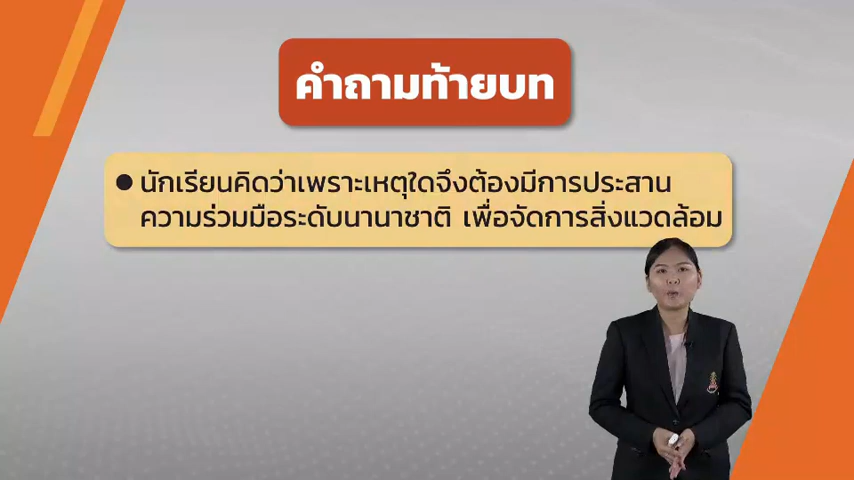 คำถามท้ายบท
● นักเรียนคิดว่าเพราะเหตุใดจึงต้องมีการประสาน
ความร่วมมือระดับนานาชาติ เพื่อจัดการสิ่งแวดล้อม